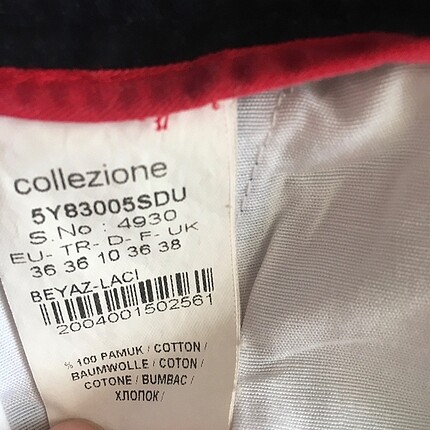 collezione
5Y83005SDU
S.No : 4930
EU- TR- D- F- UK
36 36 10 36 38
BEYAZ-LACİ
2004001502561
% 100 PAMUK / COTTON /
BAUMWOLLE / COTON /
COTONE / BUMBAC /
ХЛОПОК /